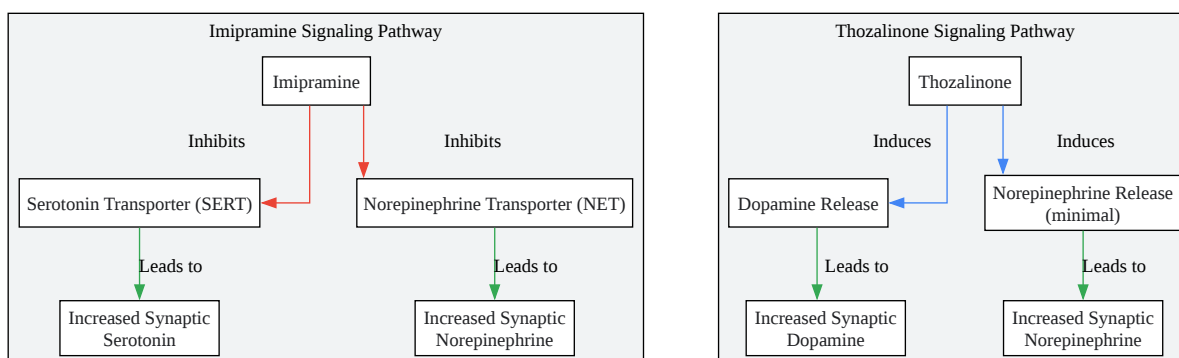 Imipramine Signaling Pathway
Imipramine
Inhibits
Inhibits
Serotonin Transporter (SERT)
Norepinephrine Transporter (NET)
Leads to
Leads to
Increased Synaptic
Serotonin
Increased Synaptic
Norepinephrine
Thozalinone Signaling Pathway
Thozalinone
Induces
Induces
Dopamine Release
Norepinephrine Release
(minimal)
Leads to
Leads to
Increased Synaptic
Dopamine
Increased Synaptic
Norepinephrine